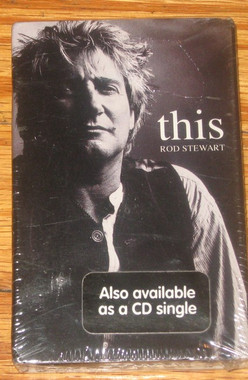 this
ROD STEWART
Also available
as a CD single